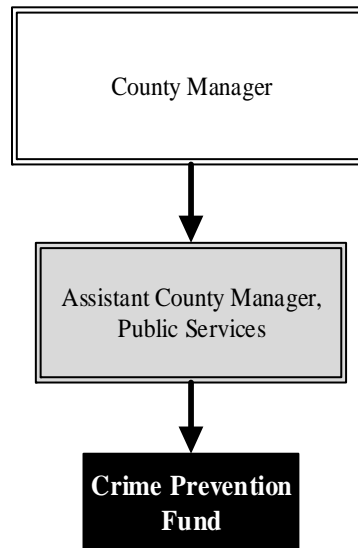 County Manager
Assistant County Manager,
Public Services
Crime Prevention
Fund